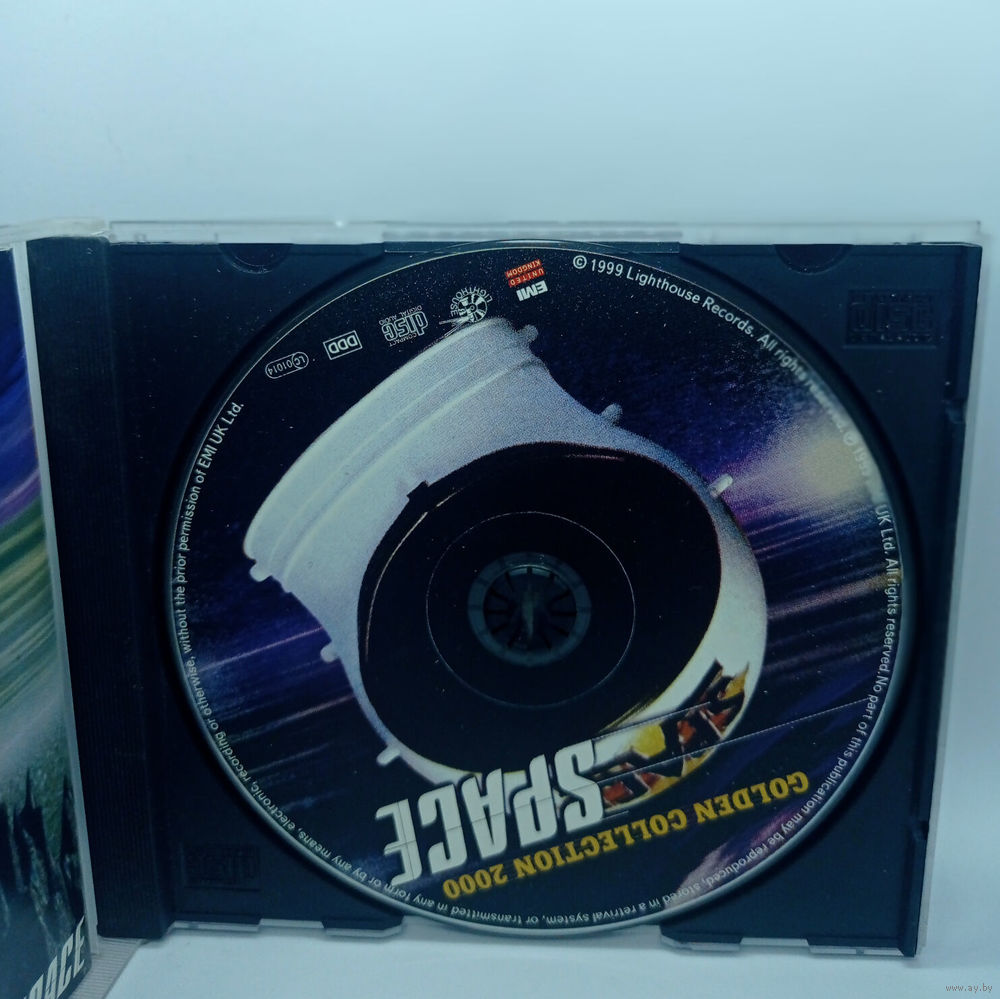 SPACE
GOLDEN COLLECTION 2000
EMI
UNITED
KINGDOM
LIGHTHOUSE
COMPACT
disc
DIGITAL AUDIO
DDD
LC 01014
© 1999 Lighthouse Records. All rights reserved. ℗ UK Ltd. All rights reserved. No part of this publication may be reproduced, stored in a retrival system, or transmitted in any form or by any means, electronic, recording or otherwise, without the prior permission of EMI UK Ltd.
SPACE
www.ay.by